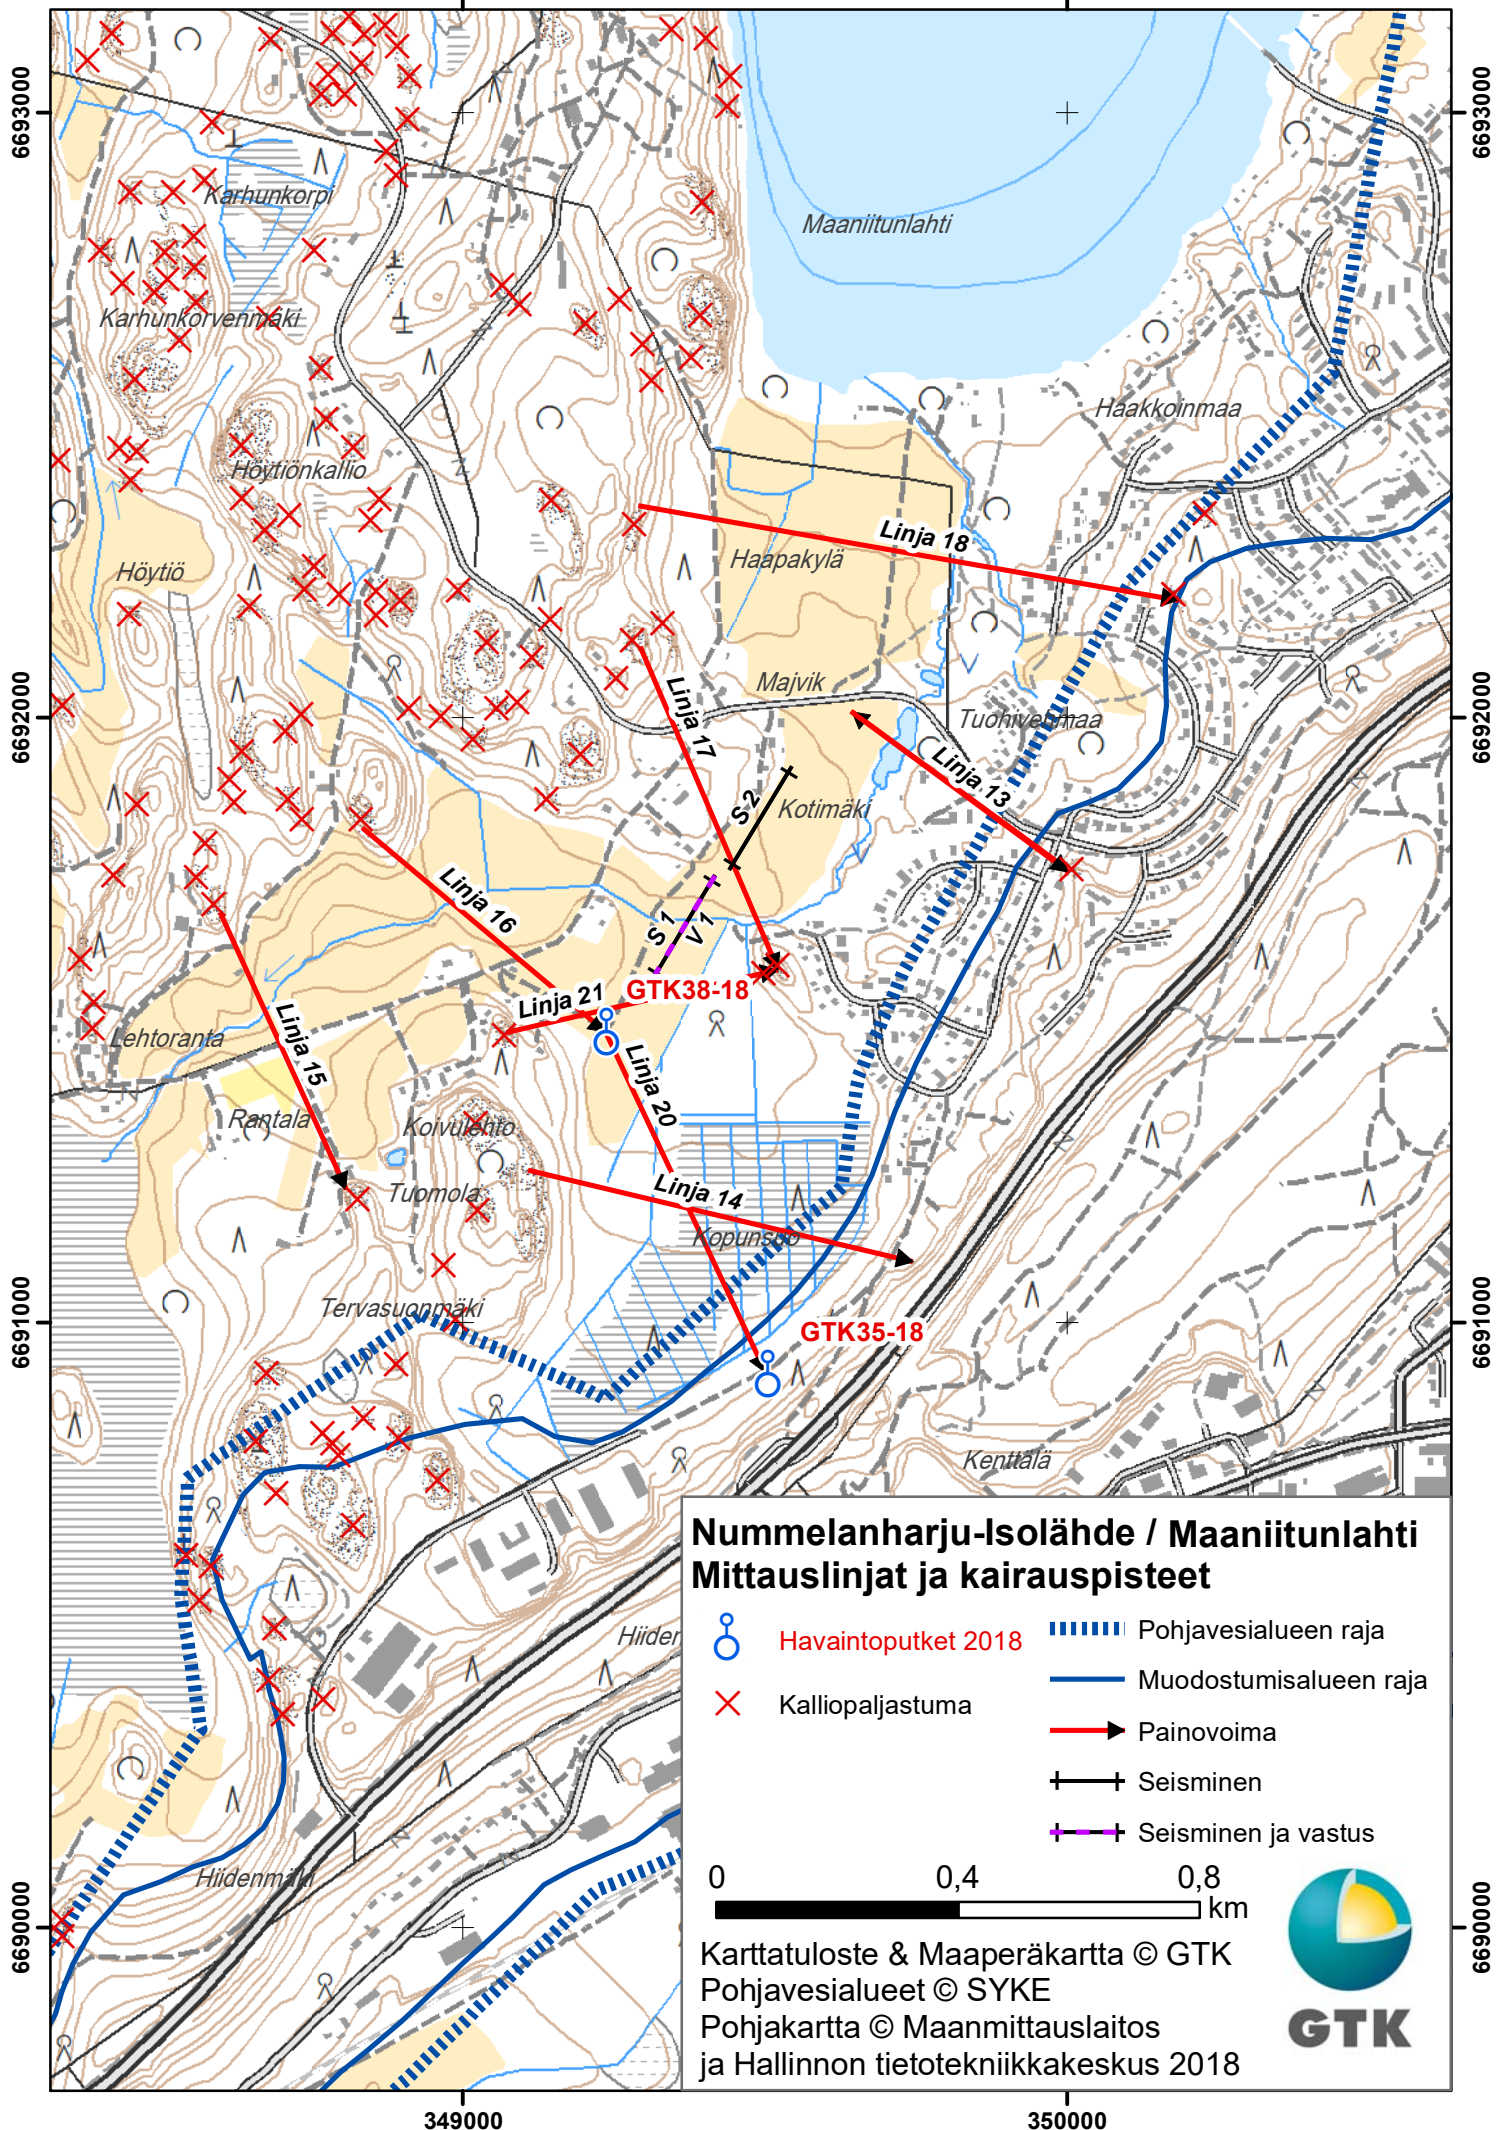 6693000
6693000
Karhunkorpi
Maaniitunlahti
Karhunkorvenmäki
Haakkoinmaa
Höytiönkallio
Linja 18
Haapakylä
Höytiö
Majvik
Linja 17
6692000
6692000
Tuohivenmaa
Linja 13
S 2
Kotimäki
Linja 16
S 1
V 1
GTK38-18
Linja 21
Linja 15
Lehtoranta
Linja 20
Rantala
Koivulehto
Tuomola
Linja 14
Kopunsuo
Tervasuonmäki
6691000
6691000
GTK35-18
Kenttälä
Hiiden
Hiidenmäki
Nummelanharju-Isolähde / Maaniitunlahti
Mittauslinjat ja kairauspisteet
Havaintoputket 2018
Kalliopaljastuma
Pohjavesialueen raja
Muodostumisalueen raja
Painovoima
Seisminen
Seisminen ja vastus
0 0,4 0,8
km
Karttatuloste & Maaperäkartta © GTK
Pohjavesialueet © SYKE
Pohjakartta © Maanmittauslaitos
ja Hallinnon tietotekniikkakeskus 2018
GTK
6690000
6690000
349000
350000